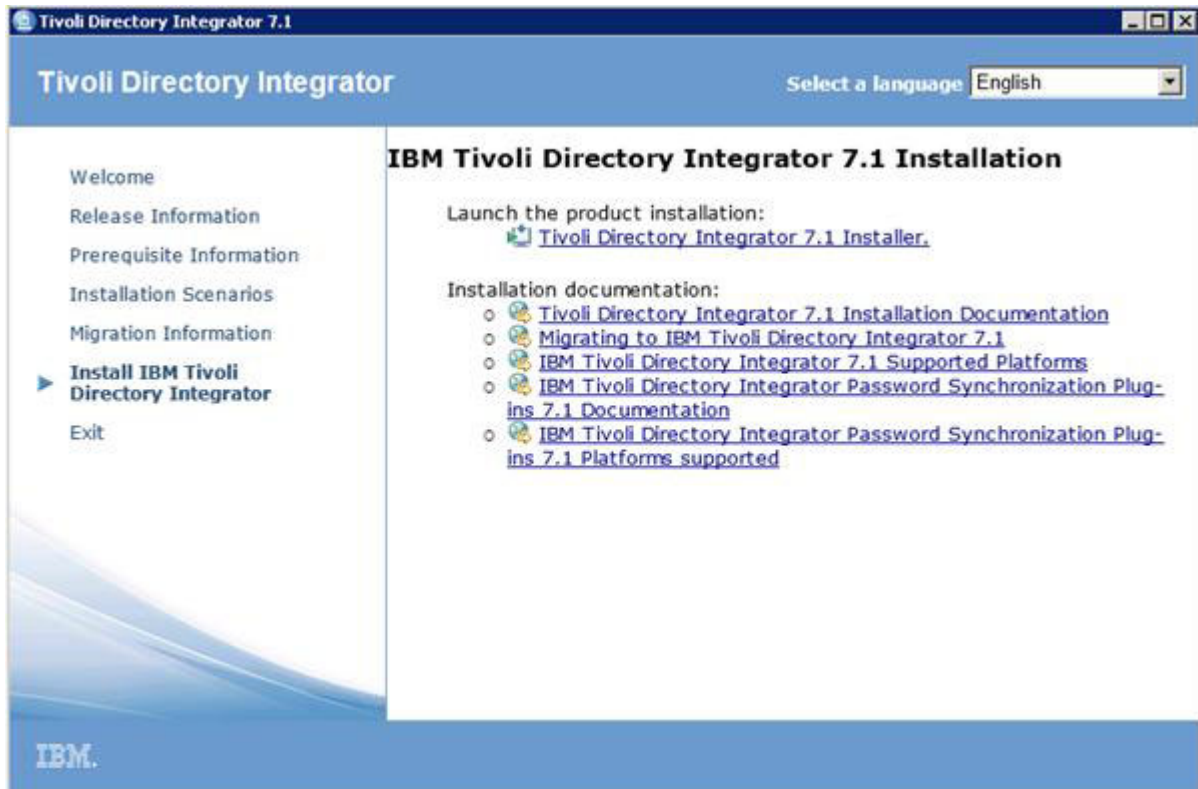 Tivoli Directory Integrator 7.1
Tivoli Directory Integrator
Select a language English
Welcome
Release Information
Prerequisite Information
Installation Scenarios
Migration Information
Install IBM Tivoli
Directory Integrator
Exit
IBM Tivoli Directory Integrator 7.1 Installation
Launch the product installation:
Tivoli Directory Integrator 7.1 Installer.
Installation documentation:
Tivoli Directory Integrator 7.1 Installation Documentation
Migrating to IBM Tivoli Directory Integrator 7.1
IBM Tivoli Directory Integrator 7.1 Supported Platforms
IBM Tivoli Directory Integrator Password Synchronization Plug-
ins 7.1 Documentation
IBM Tivoli Directory Integrator Password Synchronization Plug-
ins 7.1 Platforms supported
IBM.